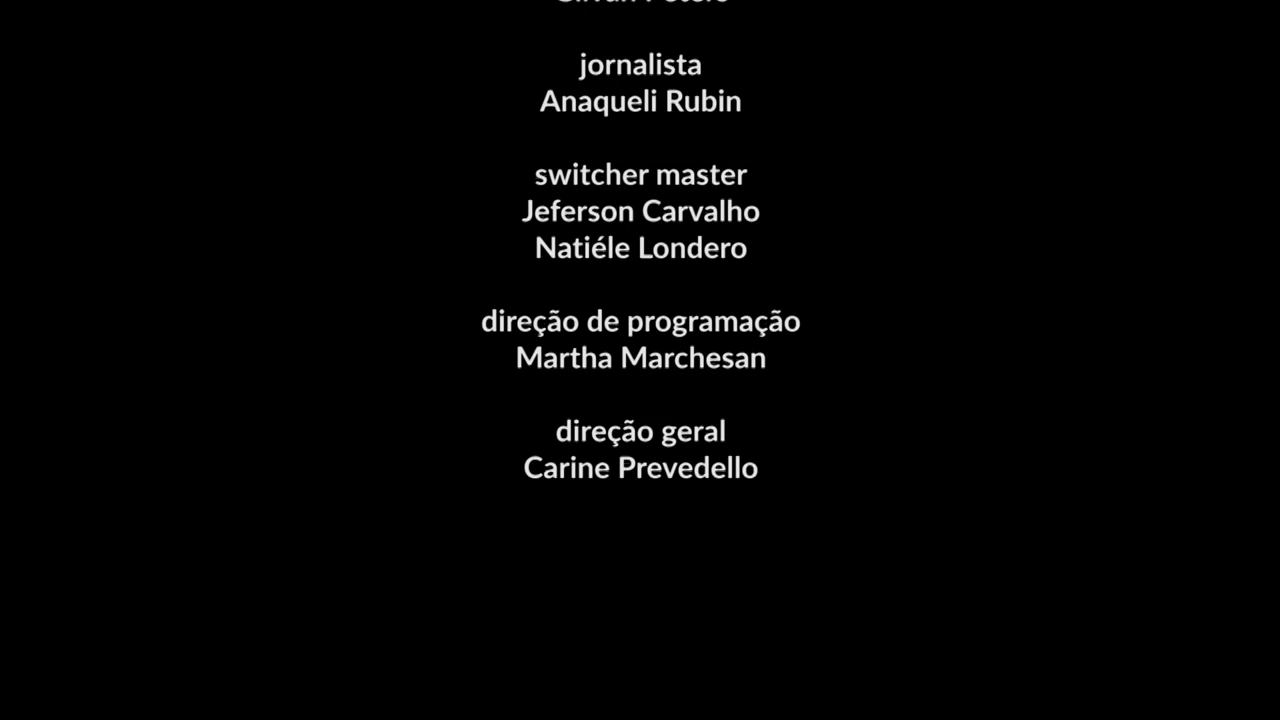 jornalista
Anaqueli Rubin
switcher master
Jeferson Carvalho
Natiéle Londero
direção de programação
Martha Marchesan
direção geral
Carine Prevedello